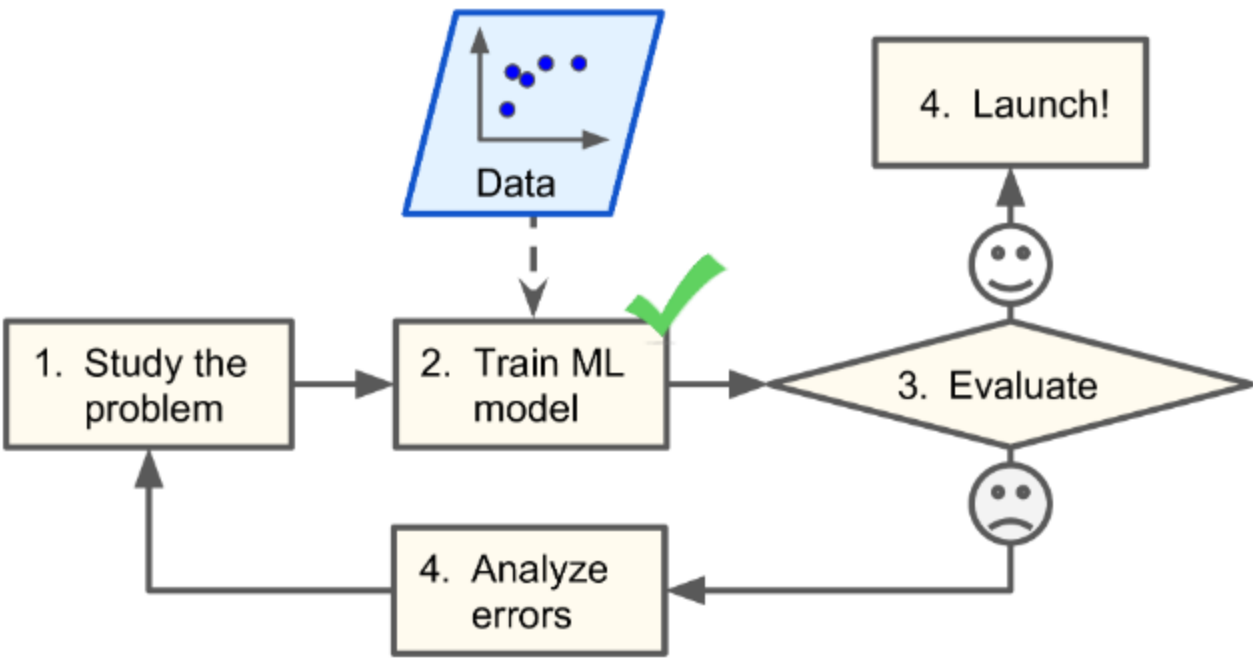 Data
4. Launch!
1. Study the
problem
2. Train ML
model
3. Evaluate
4. Analyze
errors